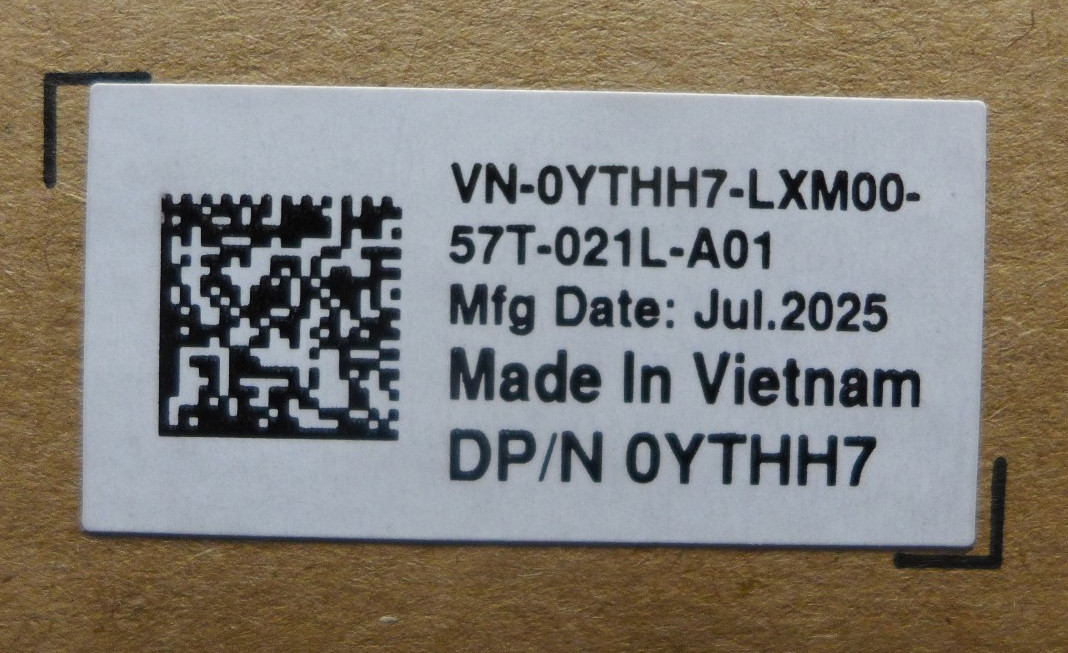 VN-0YTHH7-LXM00-
57T-021L-A01
Mfg Date: Jul.2025
Made In Vietnam
DP/N 0YTHH7